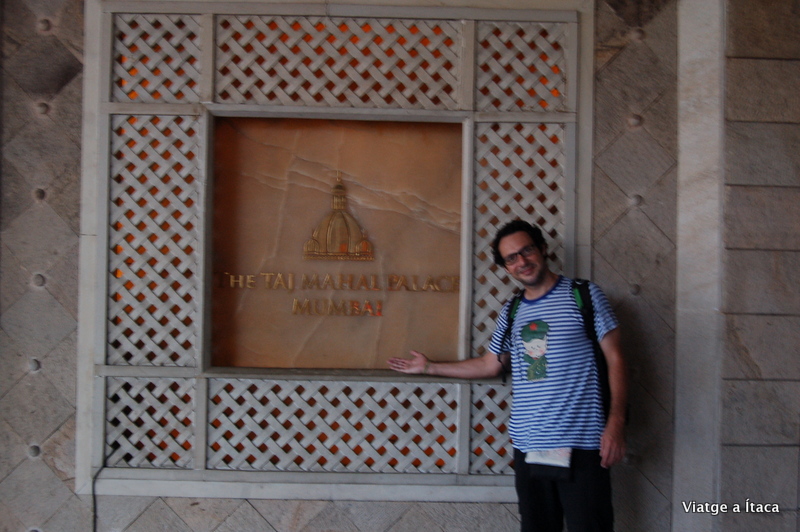 THE TAJ MAHAL PALACE
MUMBAI
Viatge a Ítaca